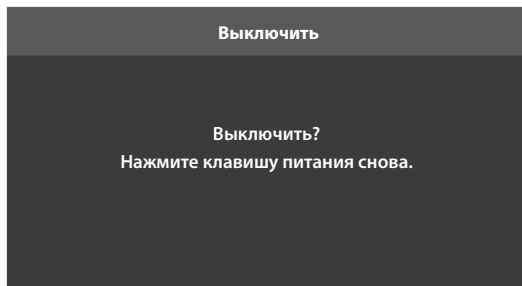 Выключить
Выключить?
Нажмите клавишу питания снова.